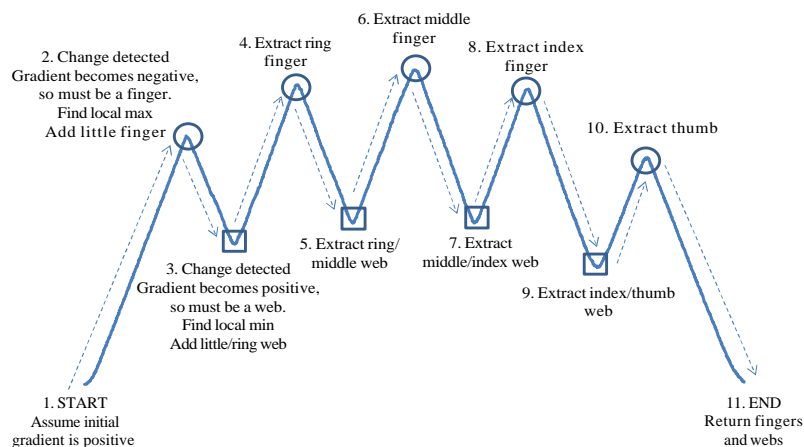 1. START
Assume initial
gradient is positive
2. Change detected
Gradient becomes negative,
so must be a finger.
Find local max
Add little finger
3. Change detected
Gradient becomes positive,
so must be a web.
Find local min
Add little/ring web
4. Extract ring
finger
5. Extract ring/
middle web
6. Extract middle
finger
7. Extract
middle/index web
8. Extract index
finger
9. Extract index/thumb
web
10. Extract thumb
11. END
Return fingers
and webs